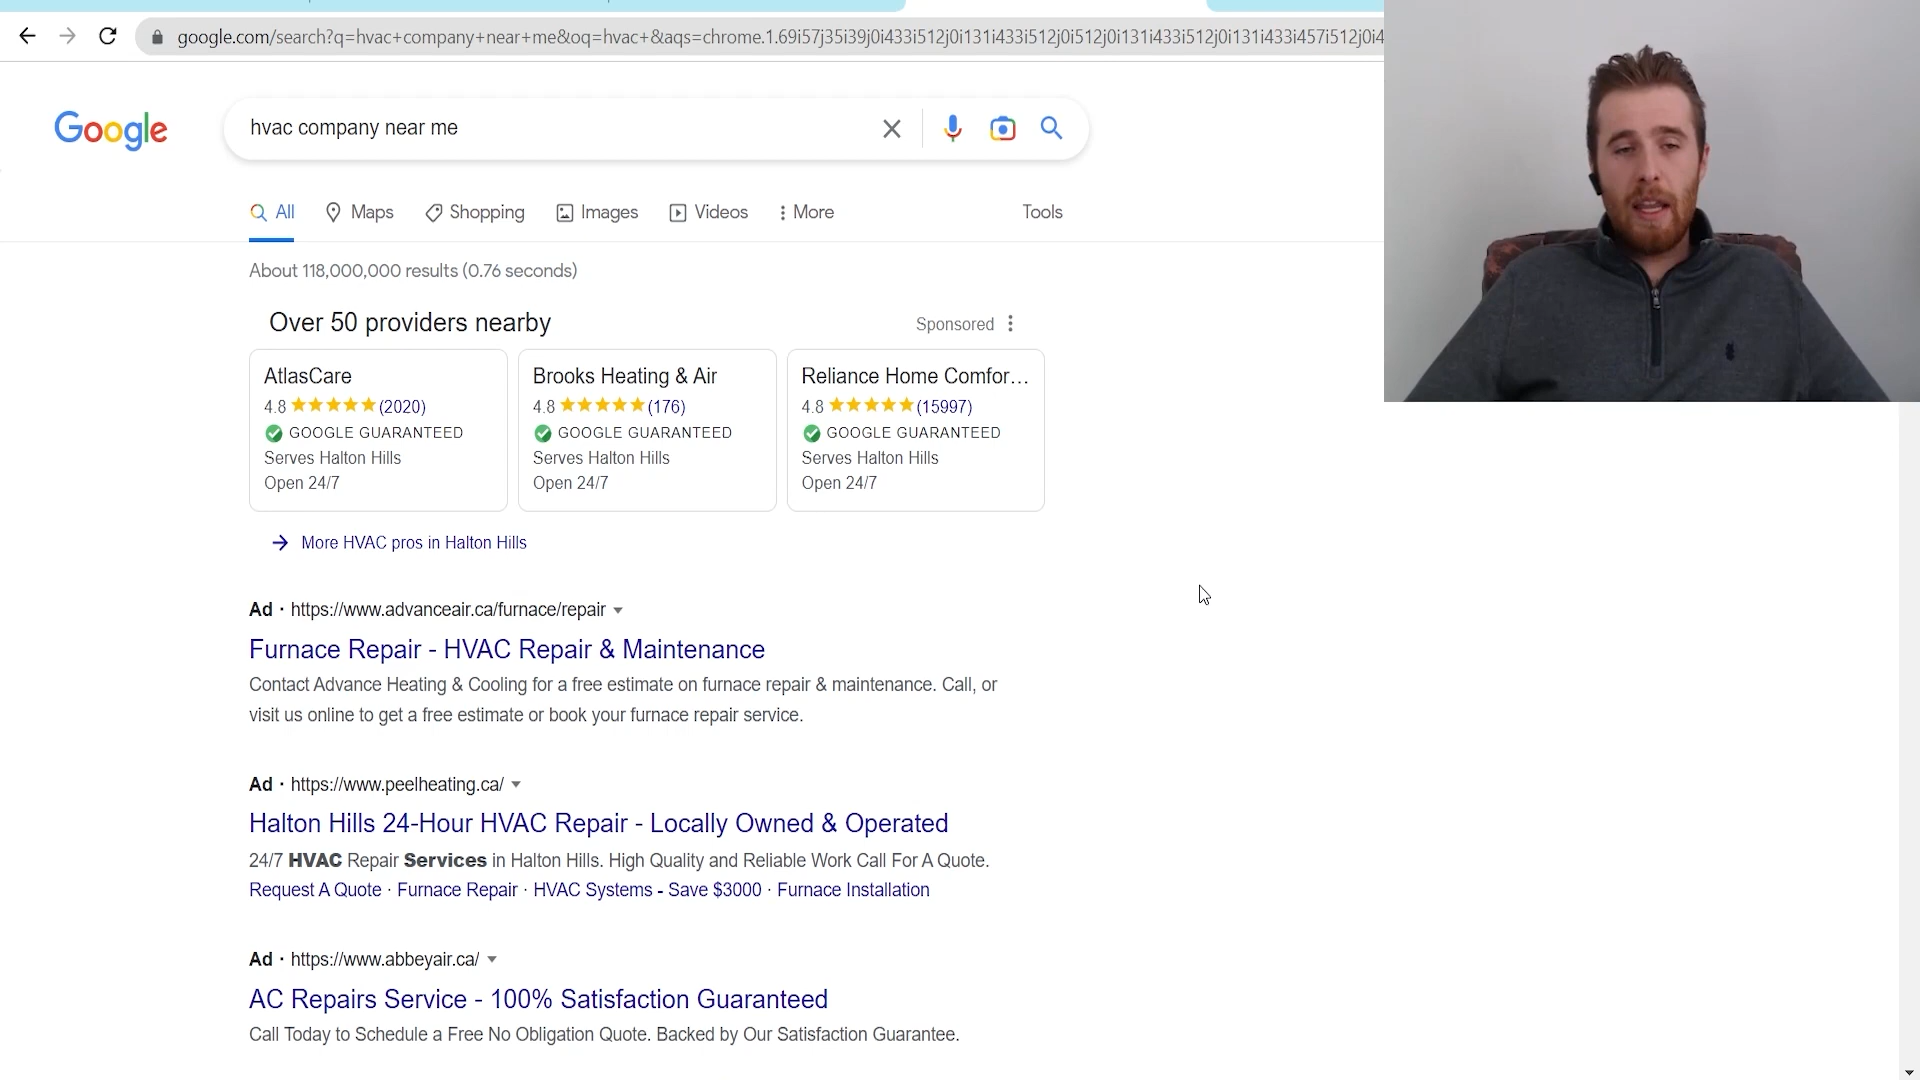 google.com/search?q=hvac+company+near+me&oq=hvac+&aqs=chrome.1.69i57j35i39j0i433i512j0i131i433i512j0i512j0i131i433i512j0i131i433i457i512j0i4
Google
hvac company near me
All
Maps
Shopping
Images
Videos
More
Tools
About 118,000,000 results (0.76 seconds)
Over 50 providers nearby
Sponsored
AtlasCare
4.8 (2020)
GOOGLE GUARANTEED
Serves Halton Hills
Open 24/7
Brooks Heating & Air
4.8 (176)
GOOGLE GUARANTEED
Serves Halton Hills
Open 24/7
Reliance Home Comfor...
4.8 (15997)
GOOGLE GUARANTEED
Serves Halton Hills
Open 24/7
More HVAC pros in Halton Hills
Ad · https://www.advanceair.ca/furnace/repair
Furnace Repair - HVAC Repair & Maintenance
Contact Advance Heating & Cooling for a free estimate on furnace repair & maintenance. Call, or
visit us online to get a free estimate or book your furnace repair service.
Ad · https://www.peelheating.ca/
Halton Hills 24-Hour HVAC Repair - Locally Owned & Operated
24/7 HVAC Repair Services in Halton Hills. High Quality and Reliable Work Call For A Quote.
Request A Quote · Furnace Repair · HVAC Systems - Save $3000 · Furnace Installation
Ad · https://www.abbeyair.ca/
AC Repairs Service - 100% Satisfaction Guaranteed
Call Today to Schedule a Free No Obligation Quote. Backed by Our Satisfaction Guarantee.